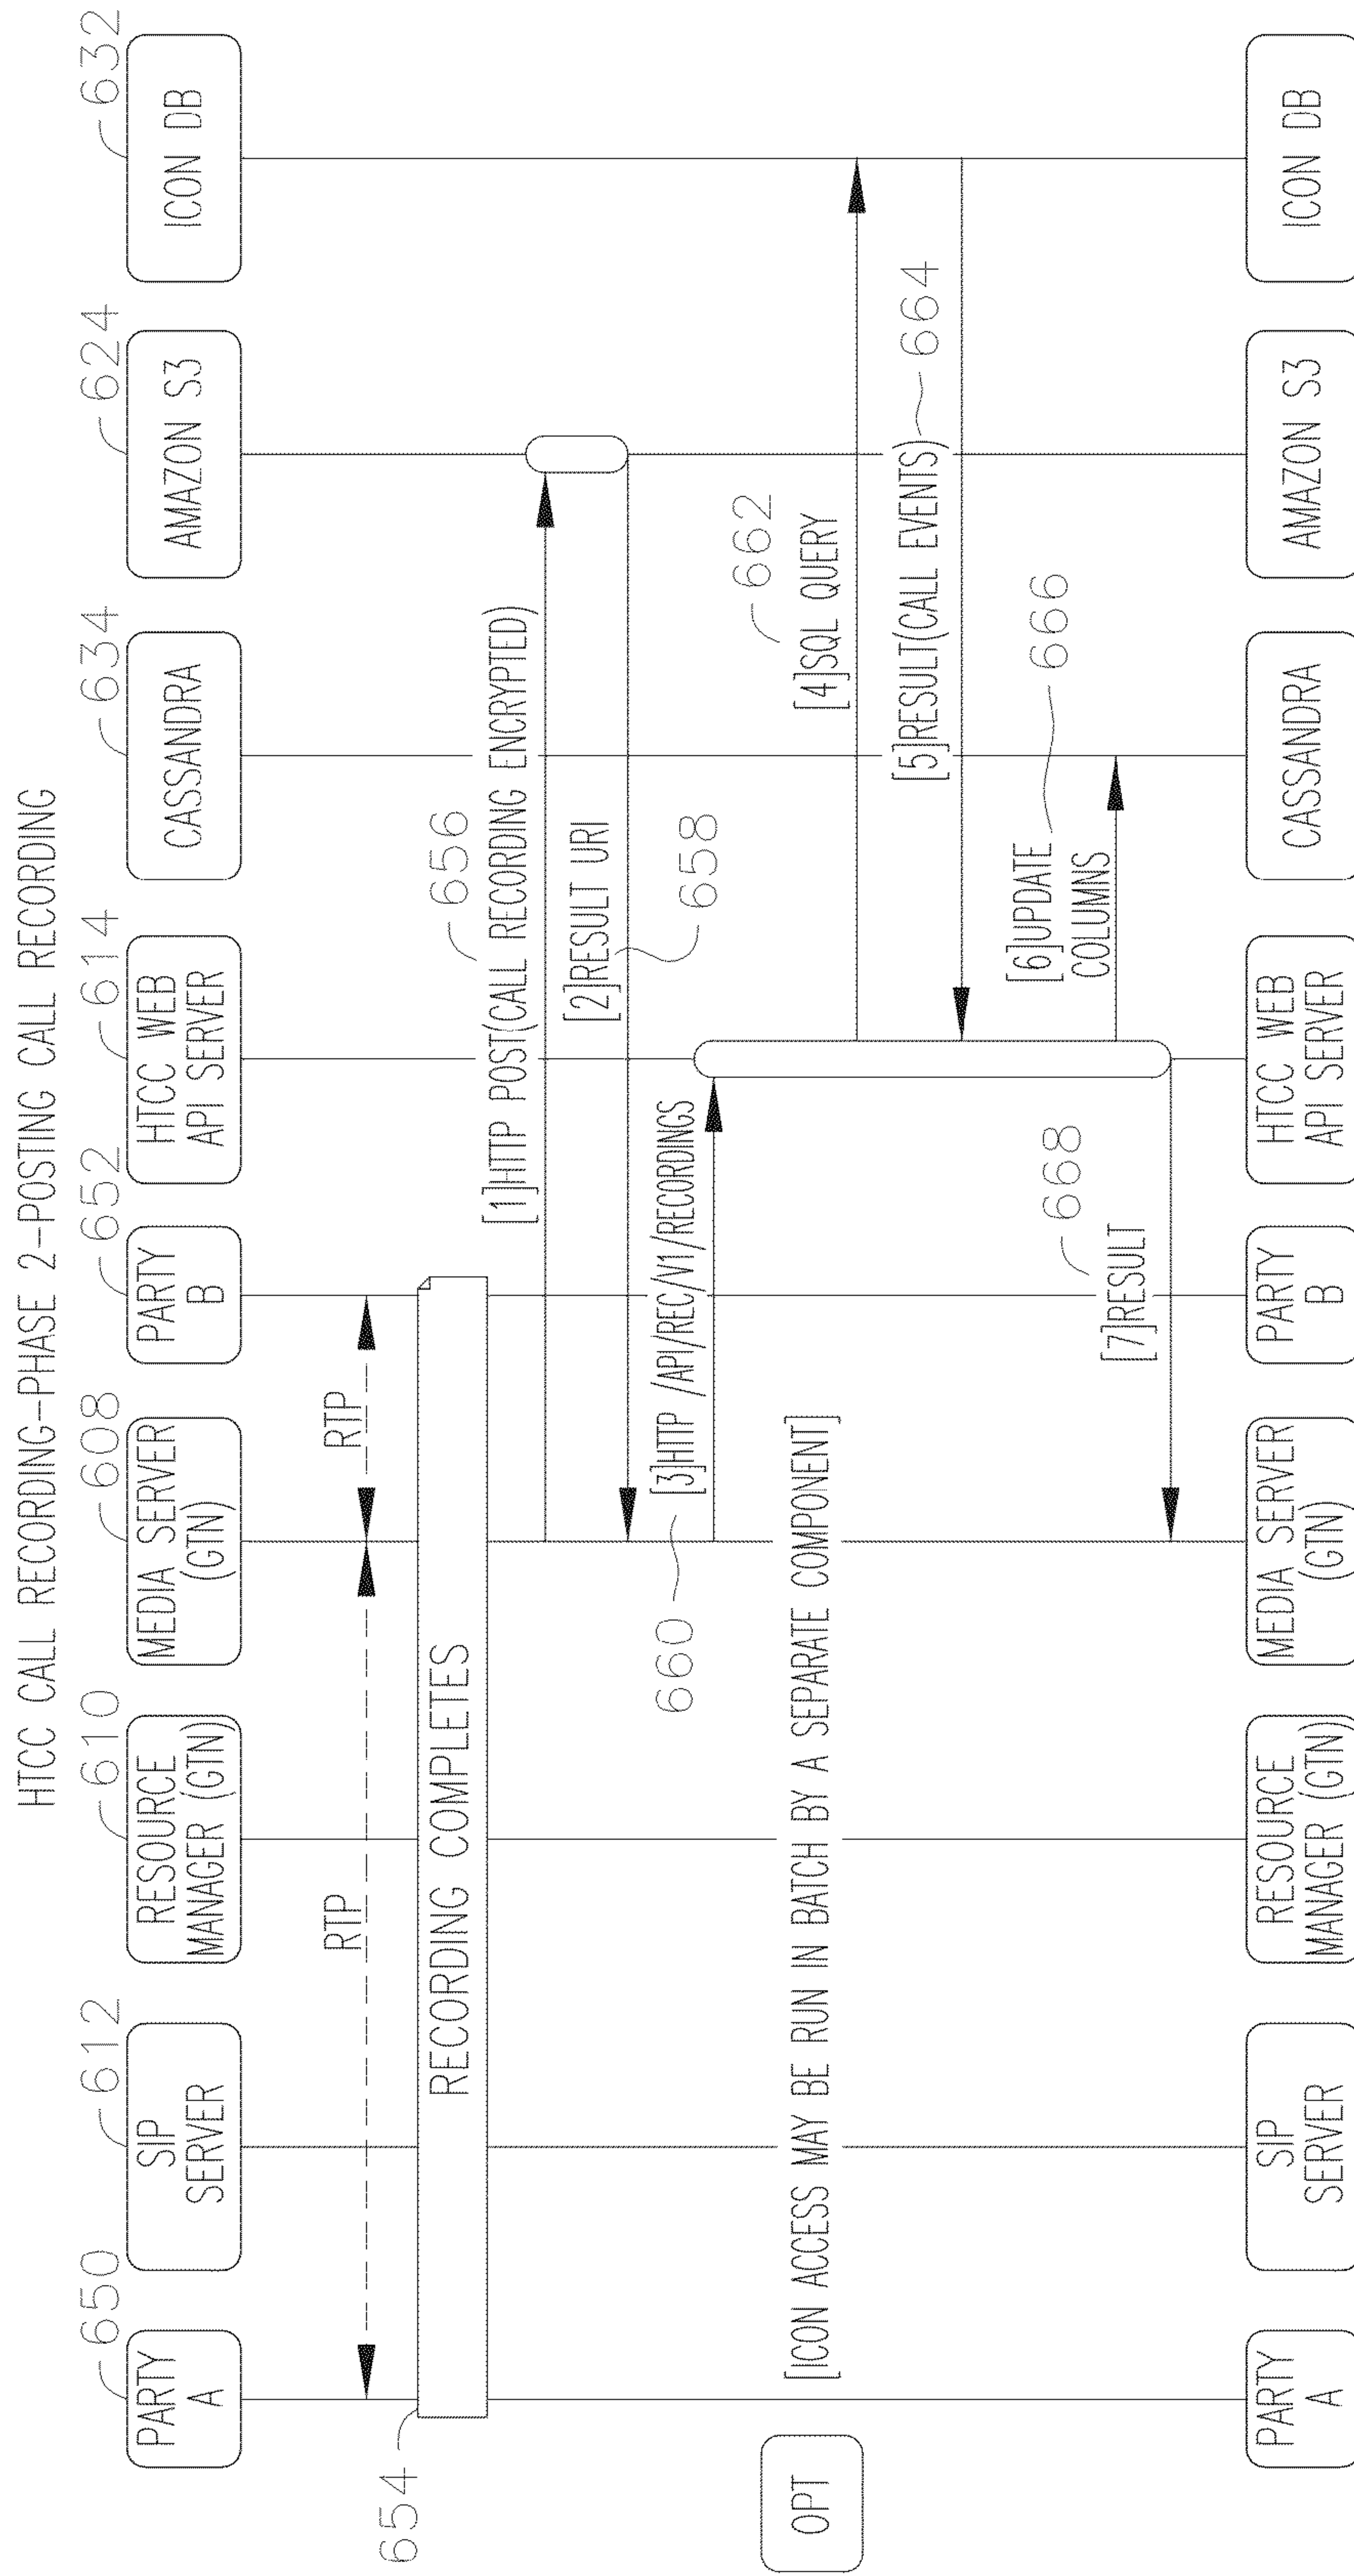 HTCC CALL RECORDING-PHASE 2-POSTING CALL RECORDING
650
612
610
608
652
614
634
624
632
PARTY
A
SIP
SERVER
RESOURCE
MANAGER (GTN)
MEDIA SERVER
(GTN)
PARTY
B
HTCC WEB
API SERVER
CASSANDRA
AMAZON S3
ICON DB
RTP
RTP
654
RECORDING COMPLETES
656
[1]HTTP POST(CALL RECORDING ENCRYPTED)
[2]RESULT URI
658
660
[3]HTTP /API/REC/V1/RECORDINGS
OPT
[ICON ACCESS MAY BE RUN IN BATCH BY A SEPARATE COMPONENT]
662
[4]SQL QUERY
[5]RESULT(CALL EVENTS)
664
[6]UPDATE
COLUMNS
666
668
[7]RESULT
PARTY
A
SIP
SERVER
RESOURCE
MANAGER (GTN)
MEDIA SERVER
(GTN)
PARTY
B
HTCC WEB
API SERVER
CASSANDRA
AMAZON S3
ICON DB